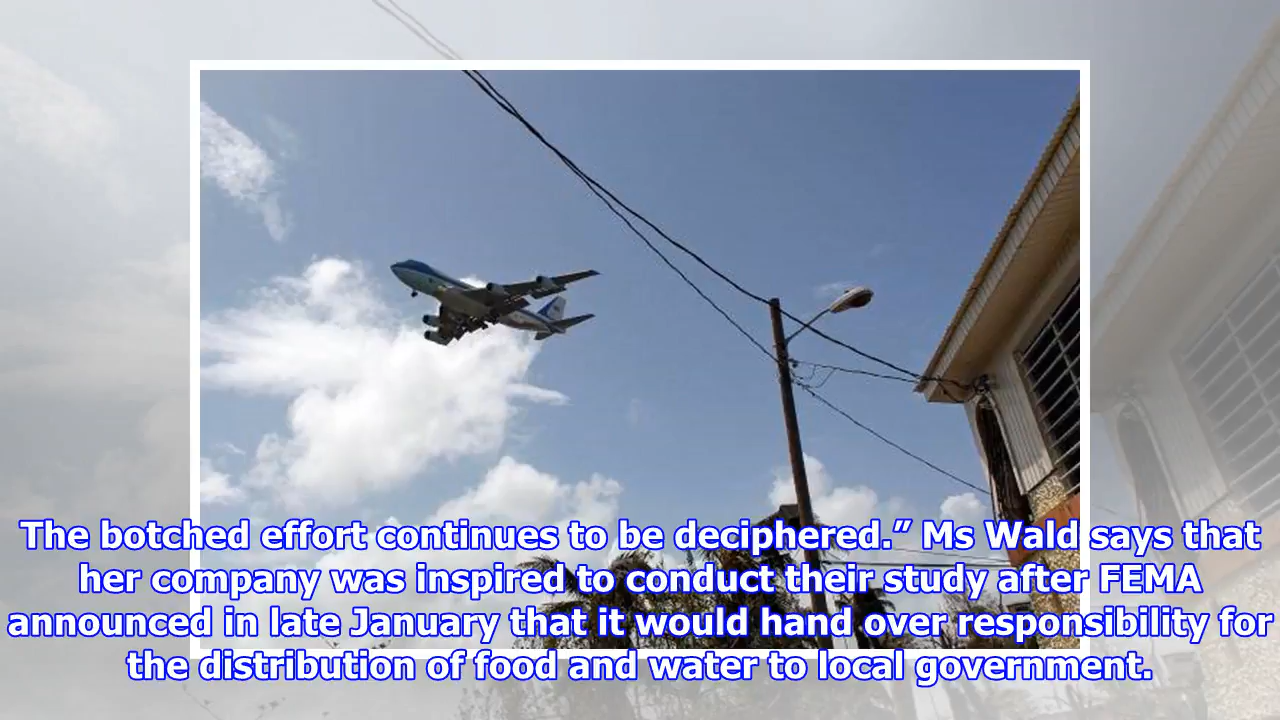 The botched effort continues to be deciphered.” Ms Wald says that
her company was inspired to conduct their study after FEMA
announced in late January that it would hand over responsibility for
the distribution of food and water to local government.